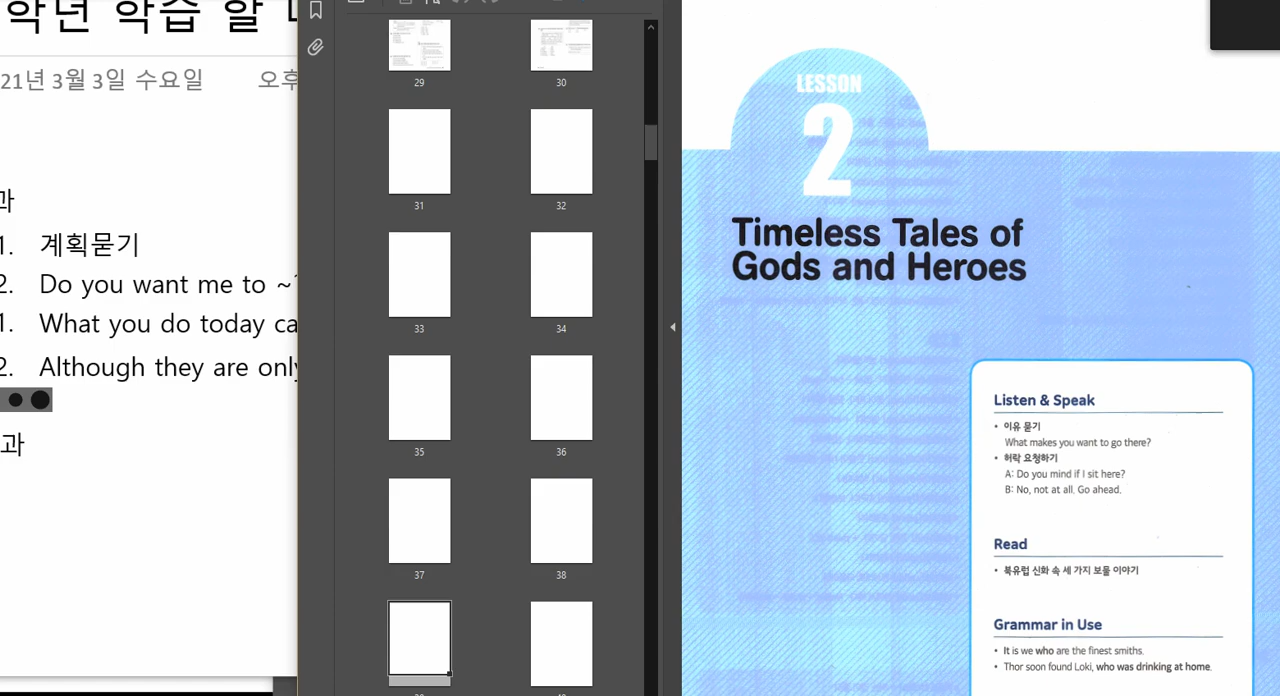 학년 학습 할
21년 3월 3일 수요일
오후
과
1. 계획묻기
2. Do you want me to ~
1. What you do today ca
2. Although they are only
과
29
30
31
32
33
34
35
36
37
38
LESSON
2
Timeless Tales of
Gods and Heroes
Listen & Speak
• 이유 묻기
What makes you want to go there?
• 허락 요청하기
A: Do you mind if I sit here?
B: No, not at all. Go ahead.
Read
• 북유럽 신화 속 세 가지 보물 이야기
Grammar in Use
• It is we who are the finest smiths.
• Thor soon found Loki, who was drinking at home.